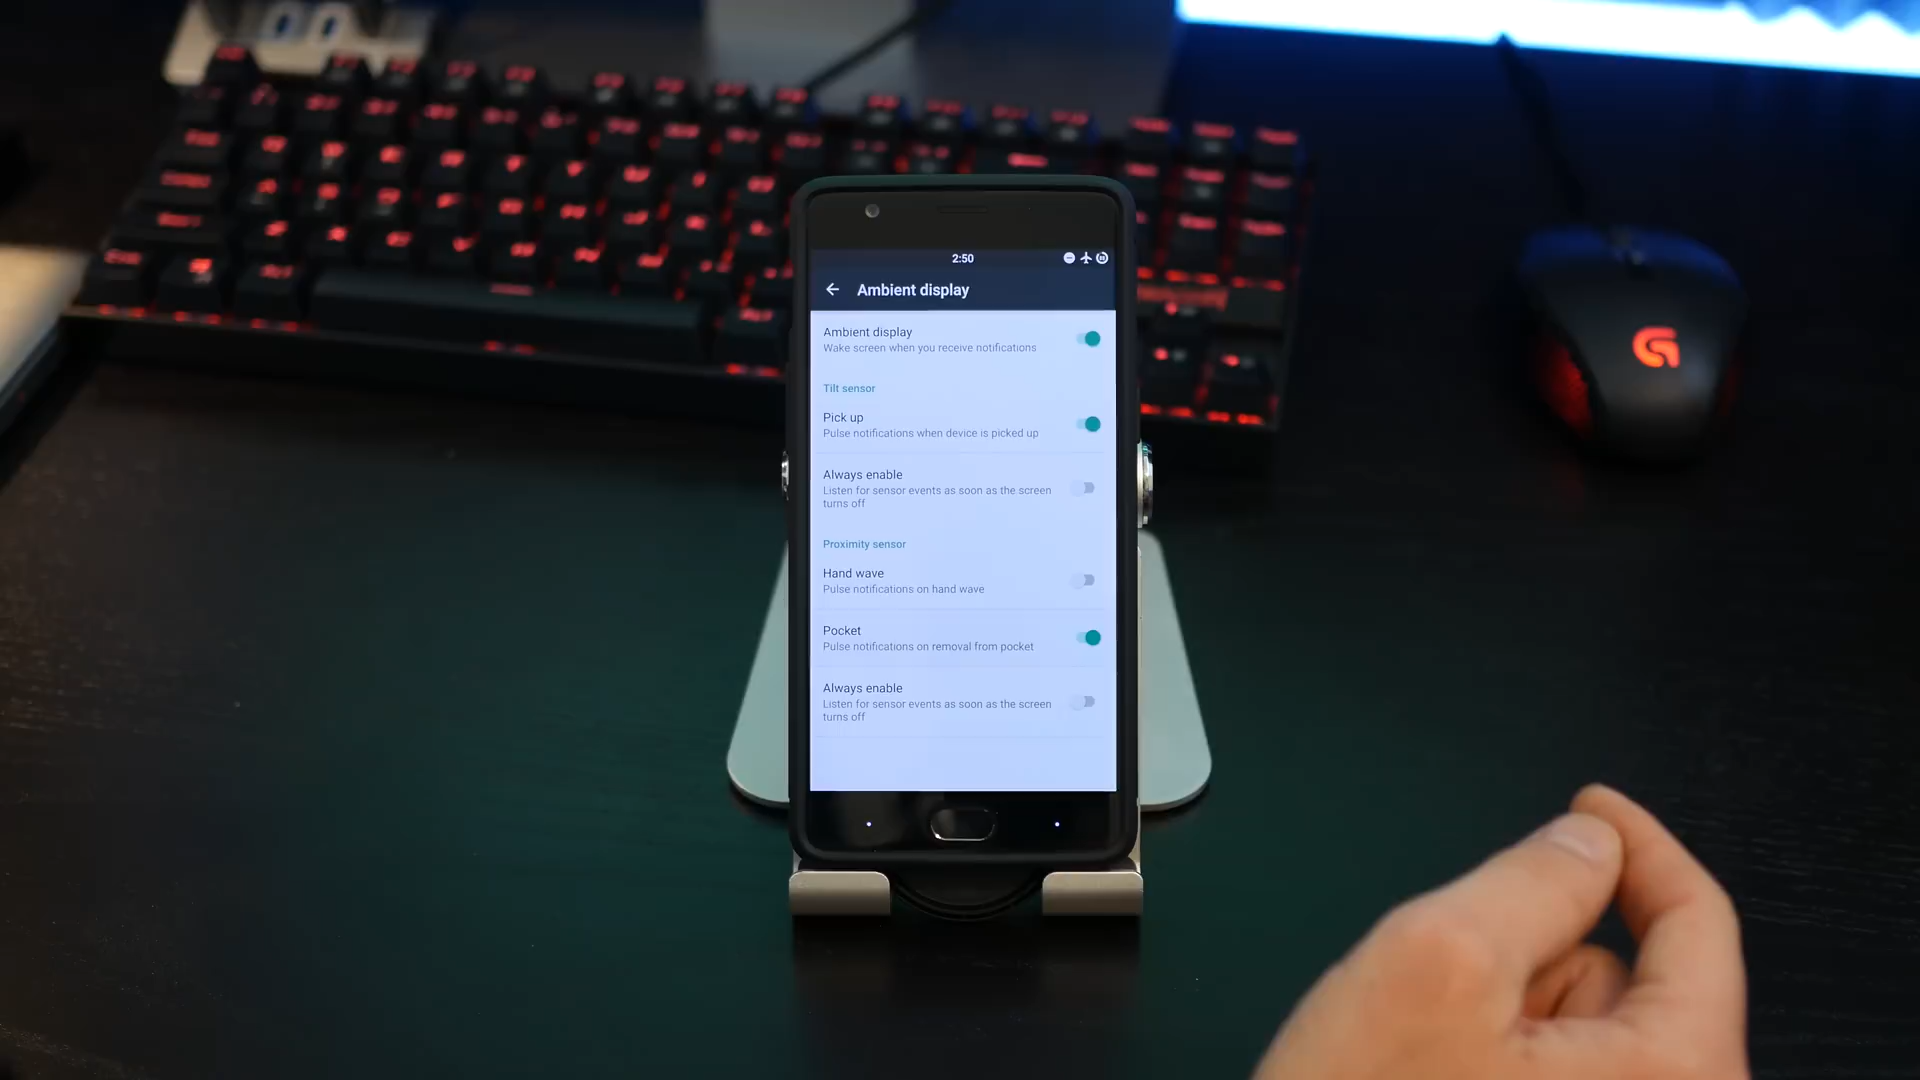 2:50
Ambient display
Ambient display
Wake screen when you receive notifications
Tilt sensor
Pick up
Pulse notifications when device is picked up
Always enable
Listen for sensor events as soon as the screen
turns off
Proximity sensor
Hand wave
Pulse notifications on hand wave
Pocket
Pulse notifications on removal from pocket
Always enable
Listen for sensor events as soon as the screen
turns off